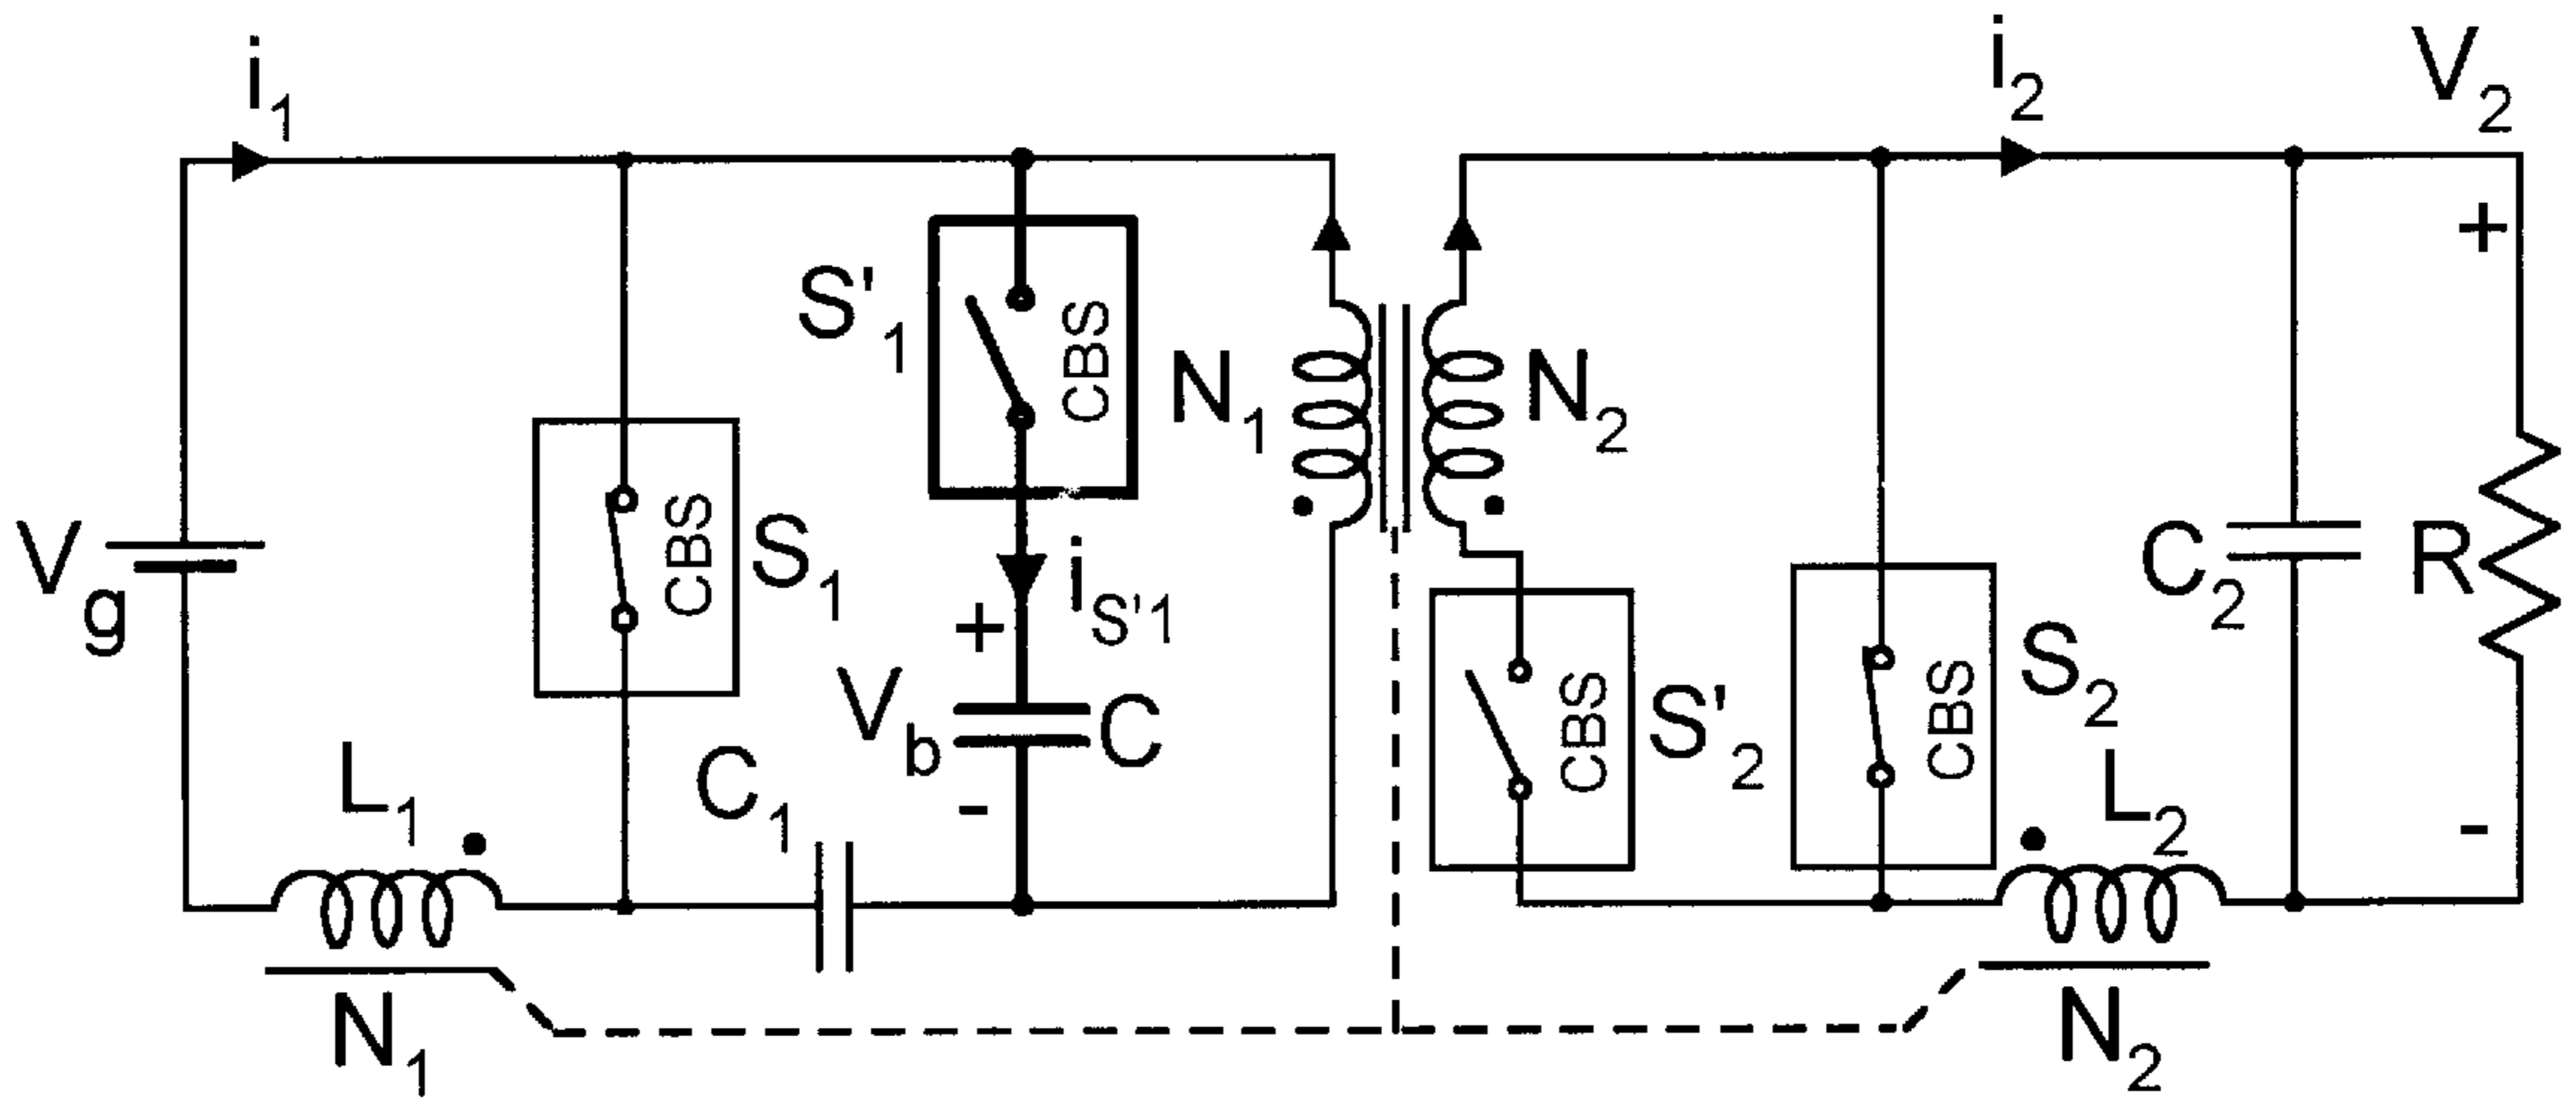 i1
i2
V2
+
S'1
CBS
N1
N2
CBS
S1
iS'1
Vg
+
Vb
C
-
CBS
S'2
CBS
S2
C2
R
L1
C1
L2
-
N1
N2